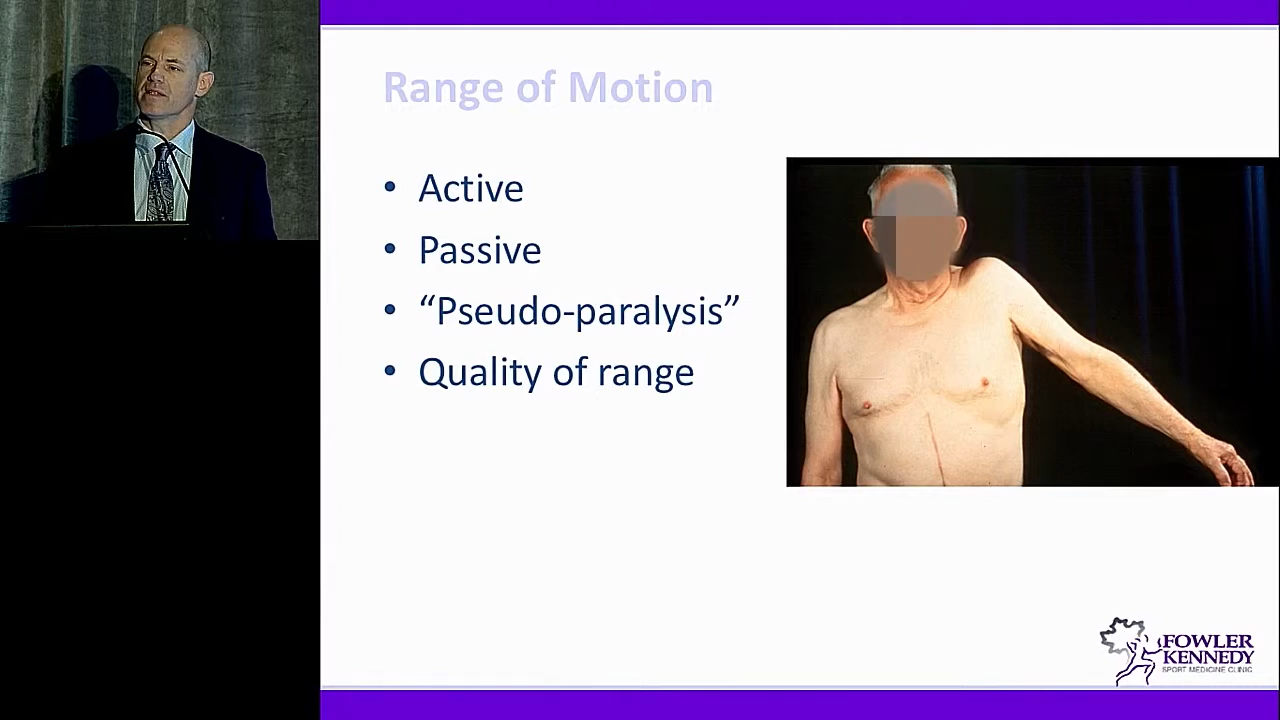 Range of Motion
• Active
• Passive
• “Pseudo-paralysis”
• Quality of range
FOWLER
KENNEDY
SPORT MEDICINE CLINIC